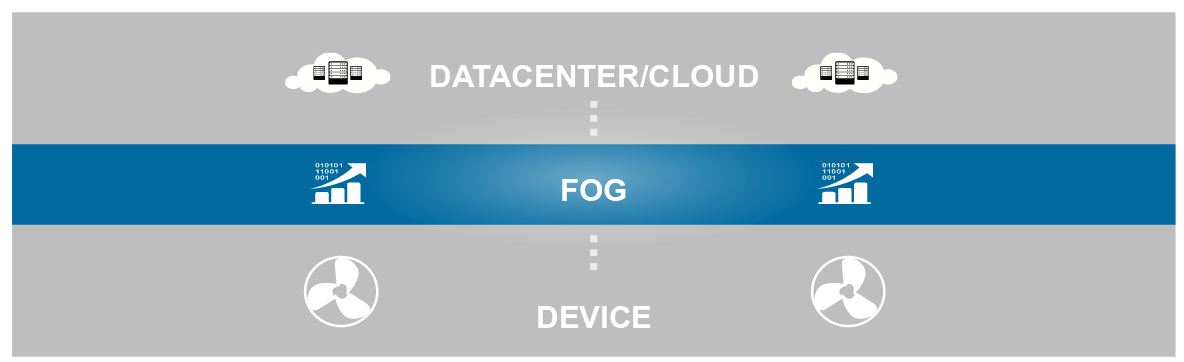 DATACENTER/CLOUD
010101
11001
001
FOG
010101
11001
001
DEVICE